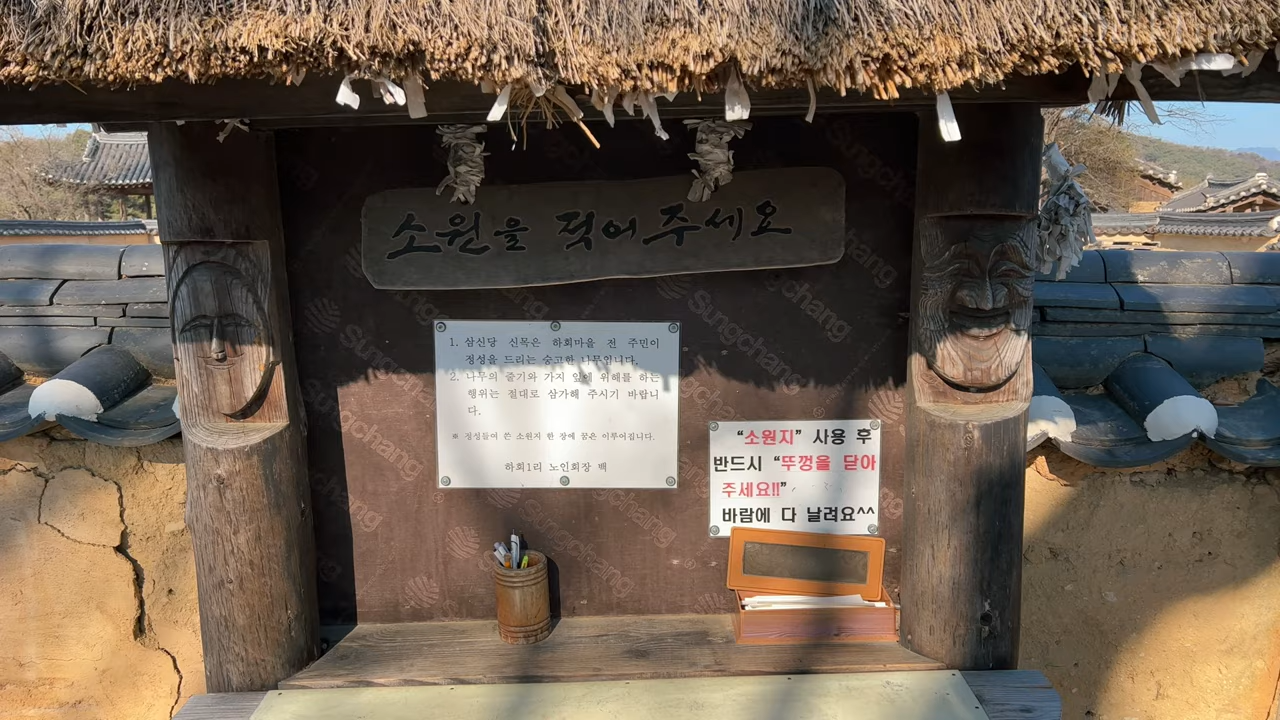 소원을 적어주세요
1. 삼신당 신목은 하회마을 전 주민이
정성을 드리는 숭고한 나무입니다.
2. 나무의 줄기와 가지 앞에 위해를 하는
행위는 절대로 삼가해 주시기 바랍니
다.
※ 정성들여 쓴 소원지 한 장에 꿈은 이루어집니다.
하회1리 노인회장 백
“소원지” 사용 후
반드시 “뚜껑을 닫아
주세요!!”
바람에 다 날려요^^
Sungchang